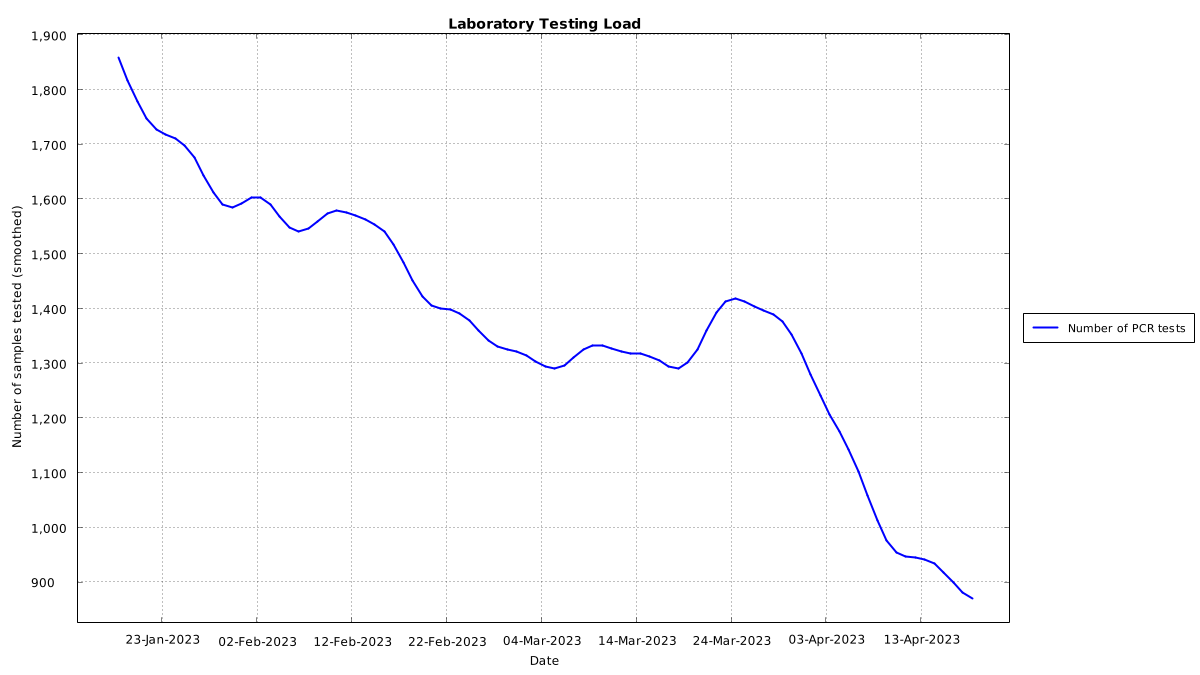 Laboratory Testing Load
1,900
1,800
1,700
1,600
1,500
1,400
1,300
1,200
1,100
1,000
900
Number of samples tested (smoothed)
23-Jan-2023 02-Feb-2023 12-Feb-2023 22-Feb-2023 04-Mar-2023 14-Mar-2023 24-Mar-2023 03-Apr-2023 13-Apr-2023
Date
Number of PCR tests